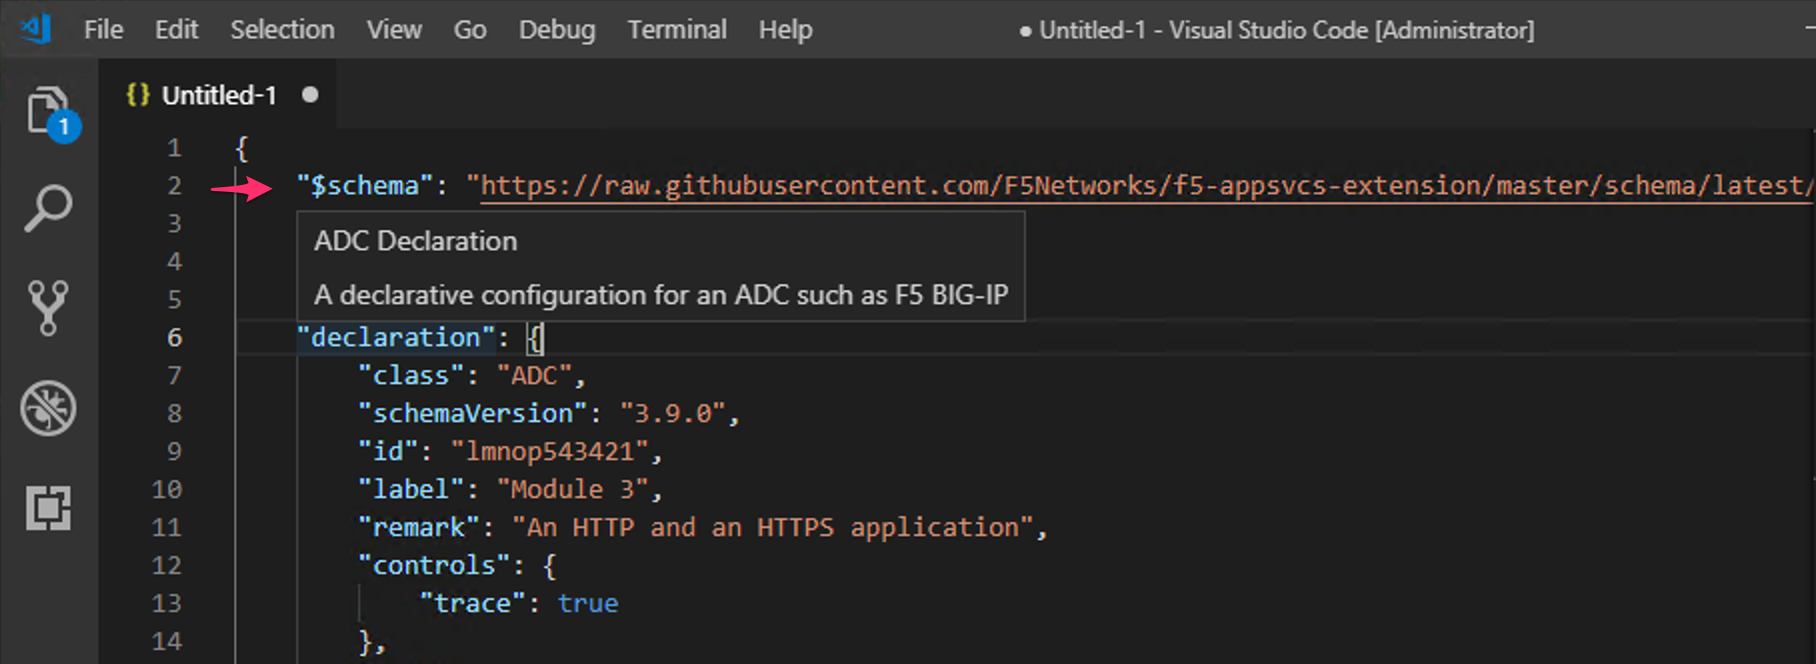 File Edit Selection View Go Debug Terminal Help ● Untitled-1 - Visual Studio Code [Administrator]
{} Untitled-1 ●
1
1 {
2 "$schema": "https://raw.githubusercontent.com/F5Networks/f5-appsvcs-extension/master/schema/latest/
3
ADC Declaration
4
5
A declarative configuration for an ADC such as F5 BIG-IP
6 "declaration": {
7 "class": "ADC",
8 "schemaVersion": "3.9.0",
9 "id": "lmnop543421",
10 "label": "Module 3",
11 "remark": "An HTTP and an HTTPS application",
12 "controls": {
13 "trace": true
14 },